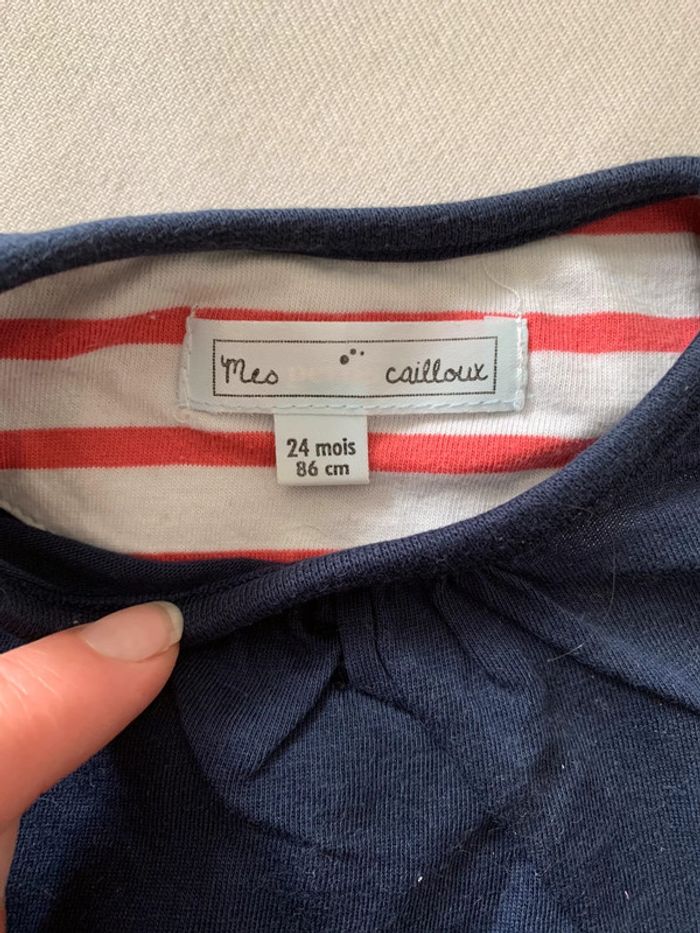 Mes cailloux
24 mois
86 cm